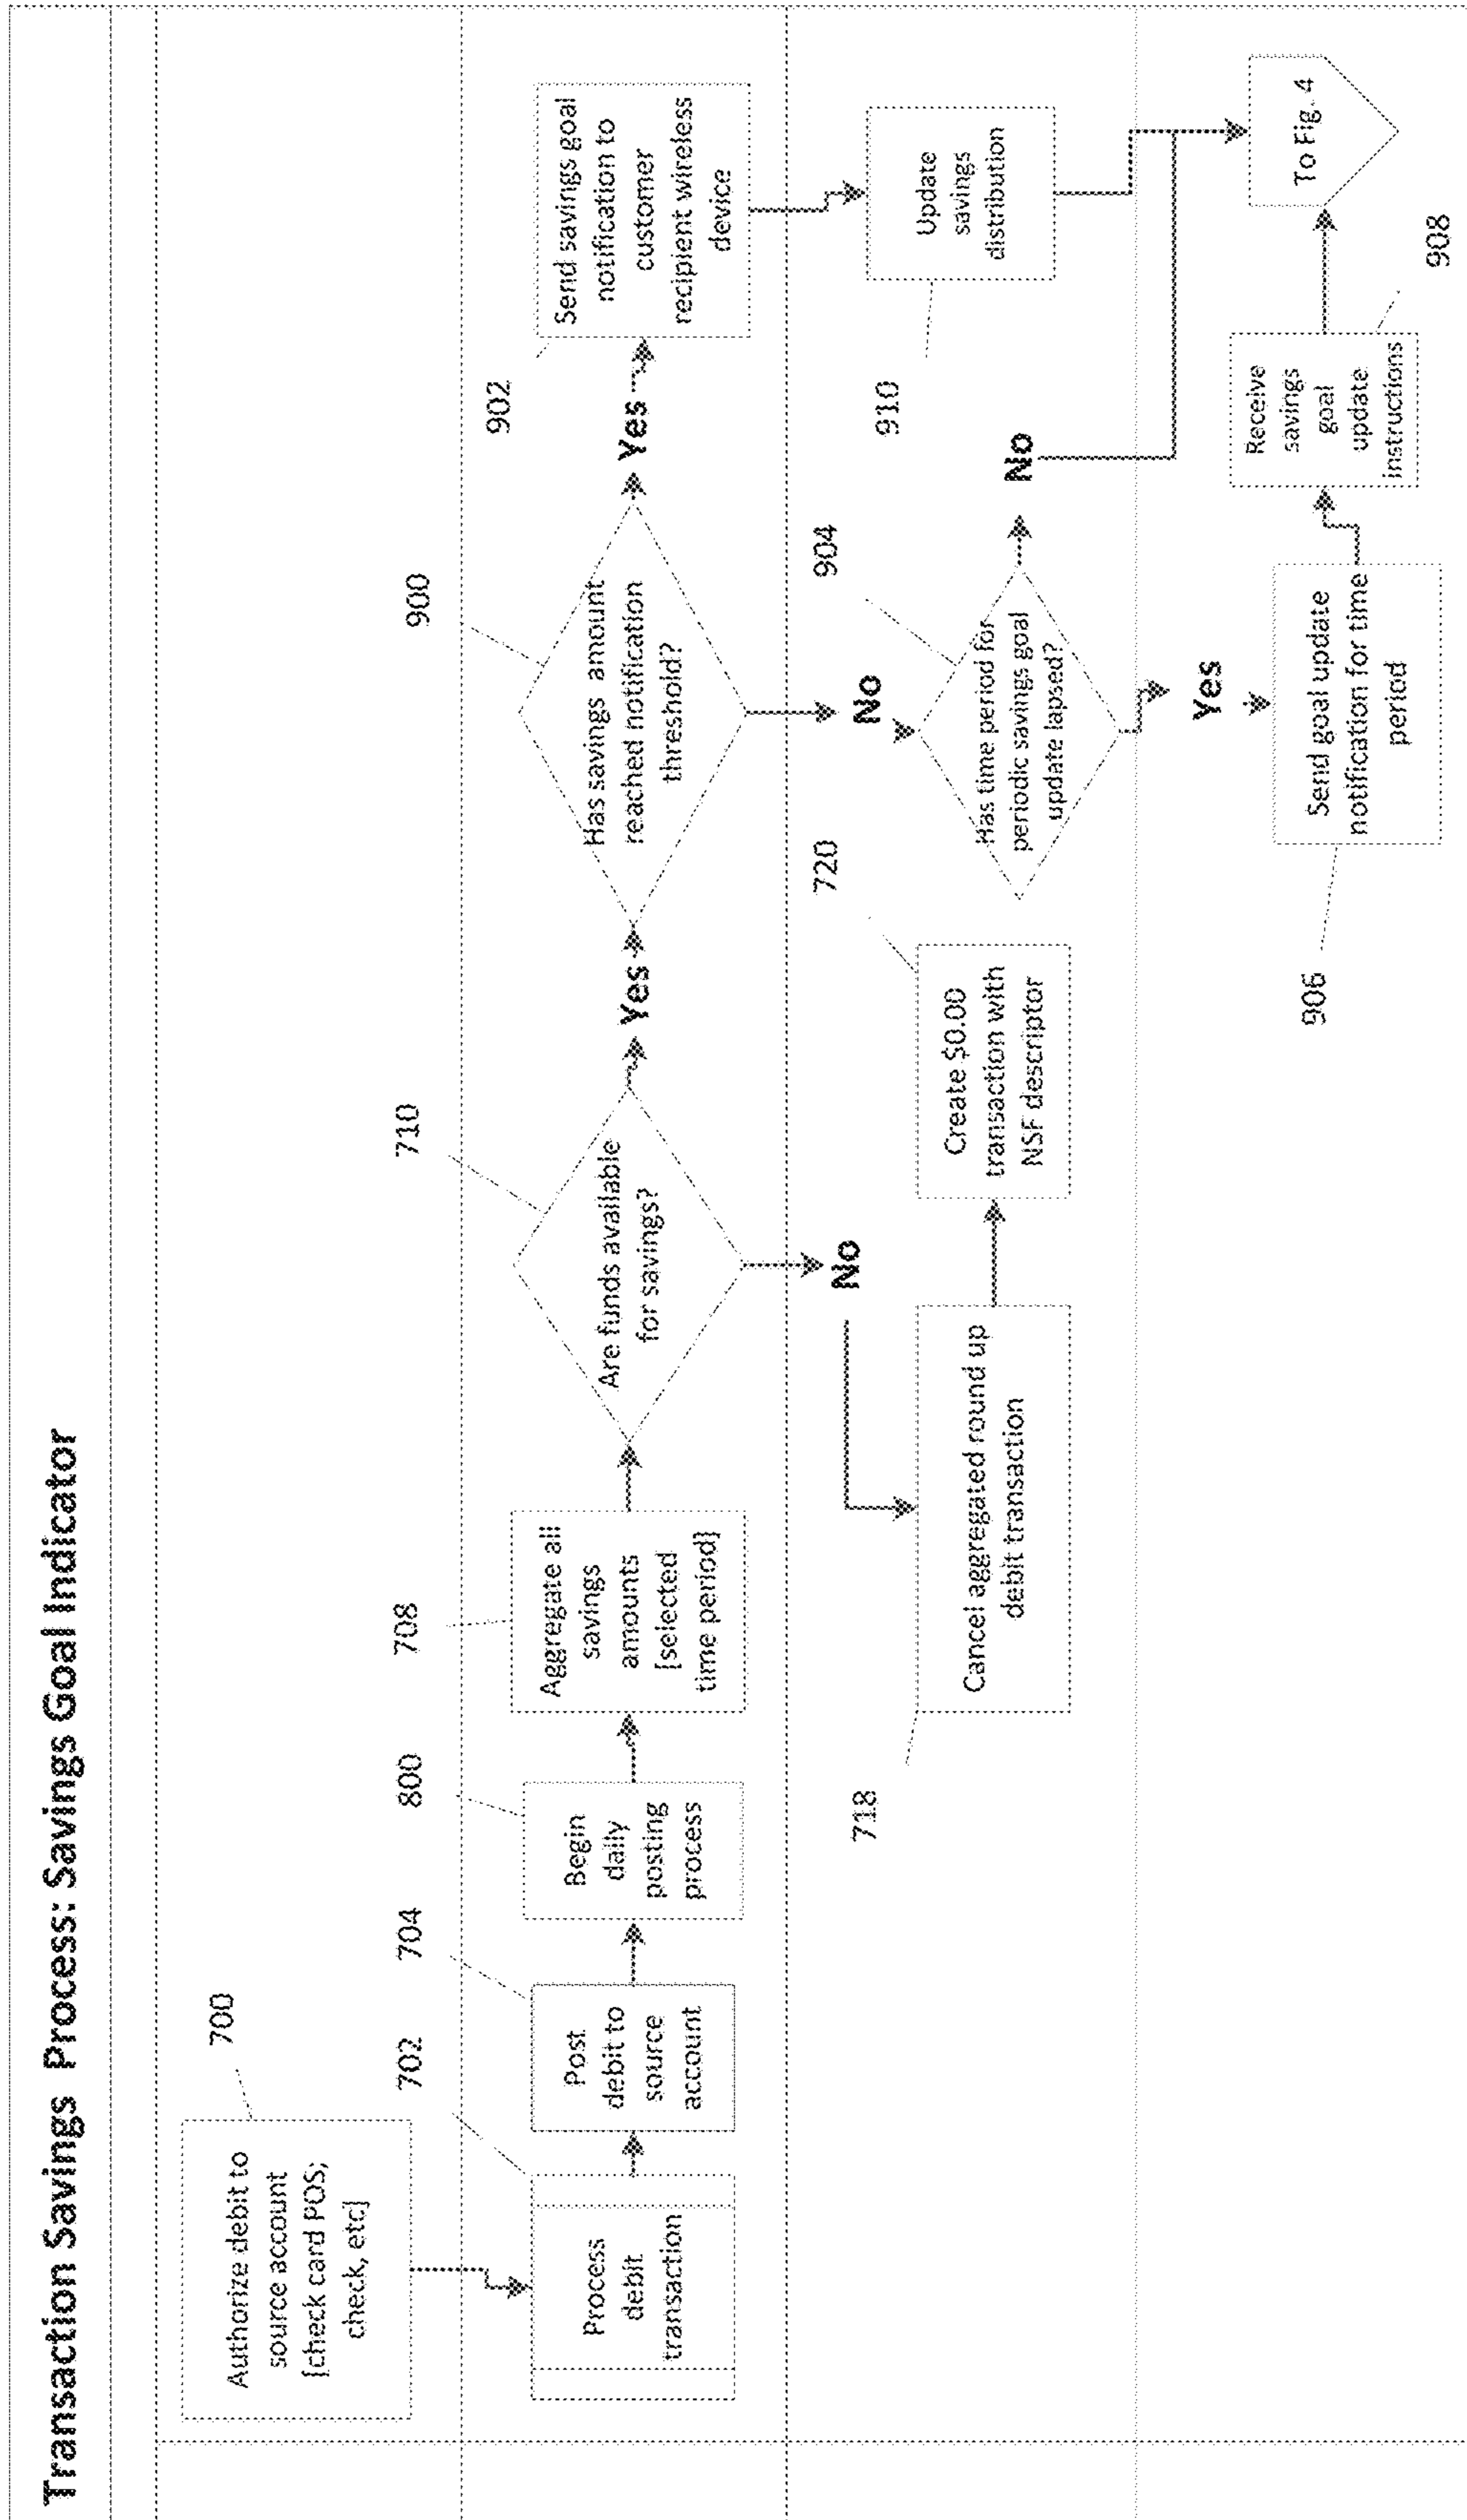 Transaction Savings Process: Savings Goal Indicator
700
Authorize debit to
source account
[check card POS;
check, etc]
702
Process
debit
transaction
704
Post
debit to
source
account
800
Begin
daily
posting
process
708
Aggregate all
savings
amounts
[selected
time period]
710
Are funds available
for savings?
Yes
No
718
Cancel aggregated round up
debit transaction
720
Create $0.00
transaction with
NSF descriptor
900
Has savings amount
reached notification
threshold?
Yes
No
902
Send savings goal
notification to
customer
recipient wireless
device
904
Has time period for
periodic savings goal
update lapsed?
No
Yes
910
Update
savings
distribution
906
Send goal update
notification for time
period
908
Receive
savings
goal
update
instructions
To Fig. 4